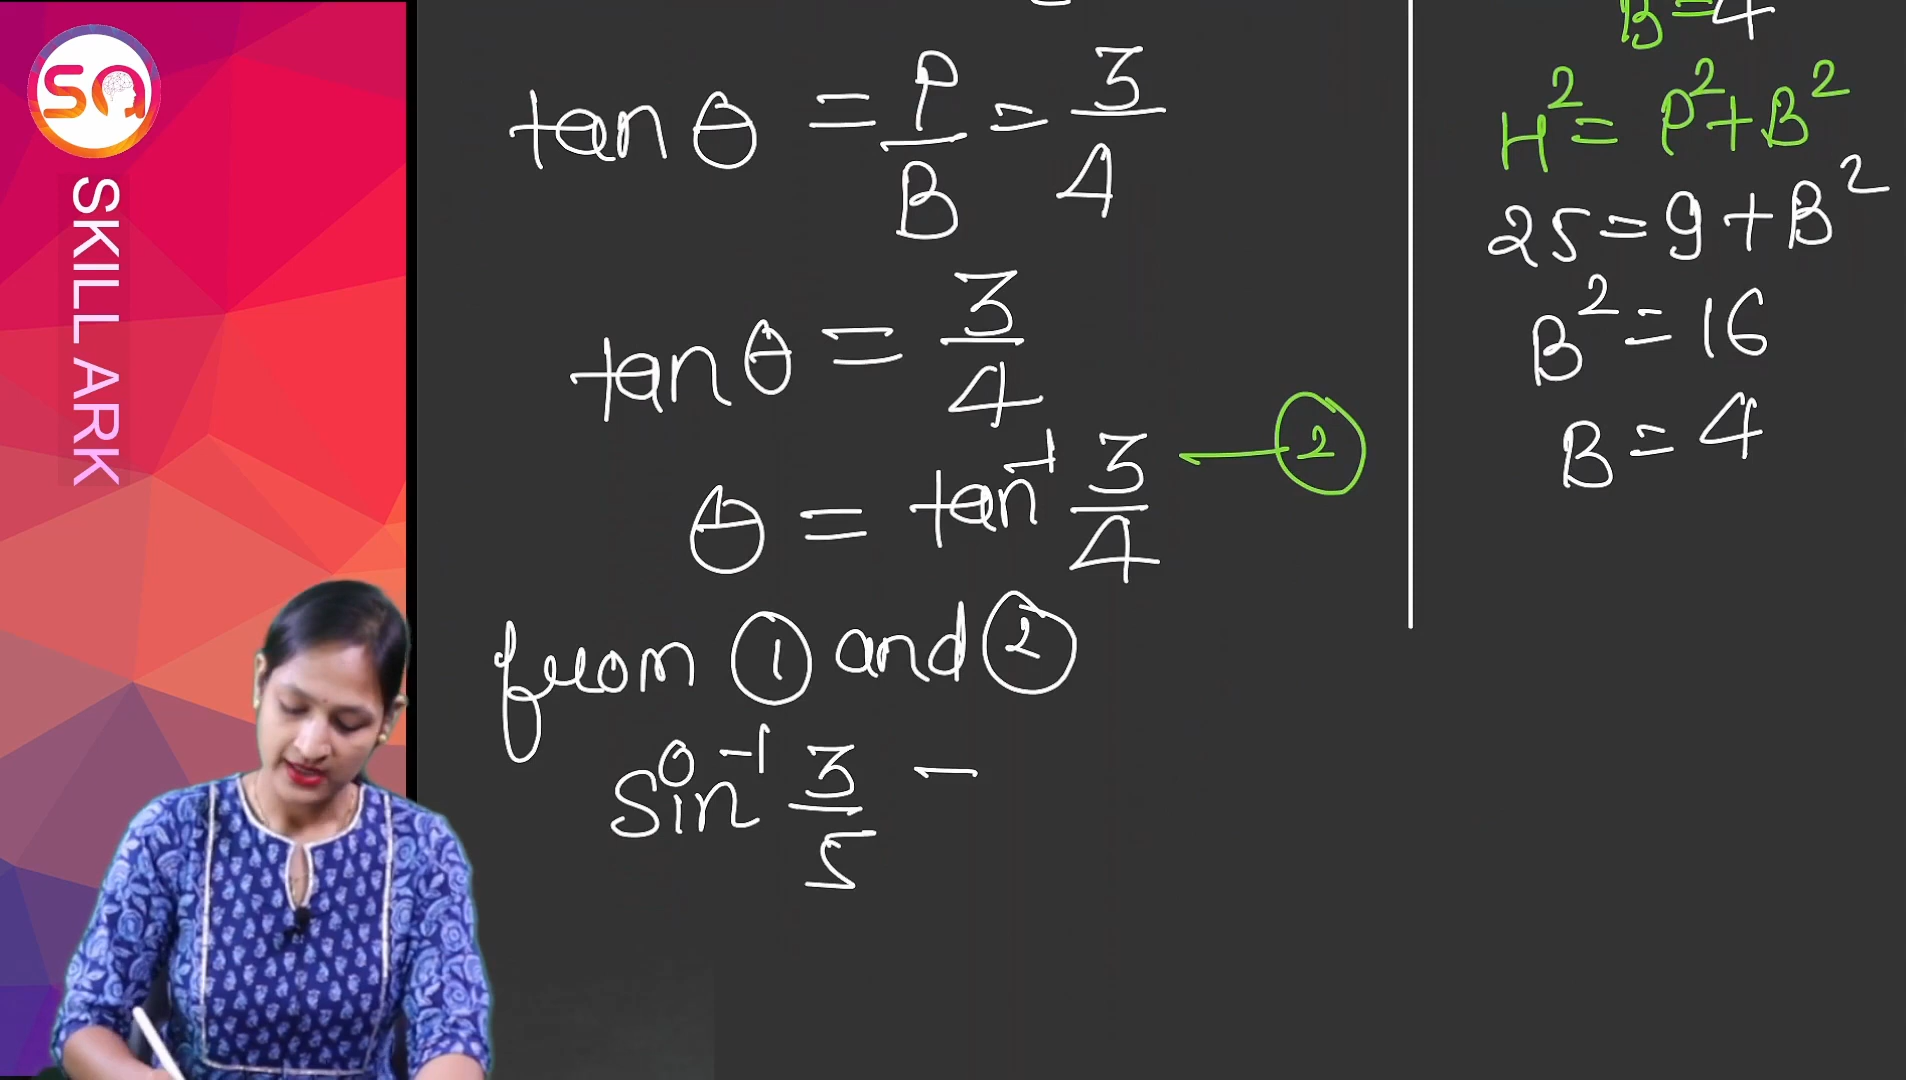 SA
SKILL ARK
tan θ = P/B = 3/4
tan θ = 3/4
θ = tan⁻¹ 3/4 ← ②
from ① and ②
sin⁻¹ 3/5 –
B=4
H² = P²+B²
25 = 9+B²
B² = 16
B = 4